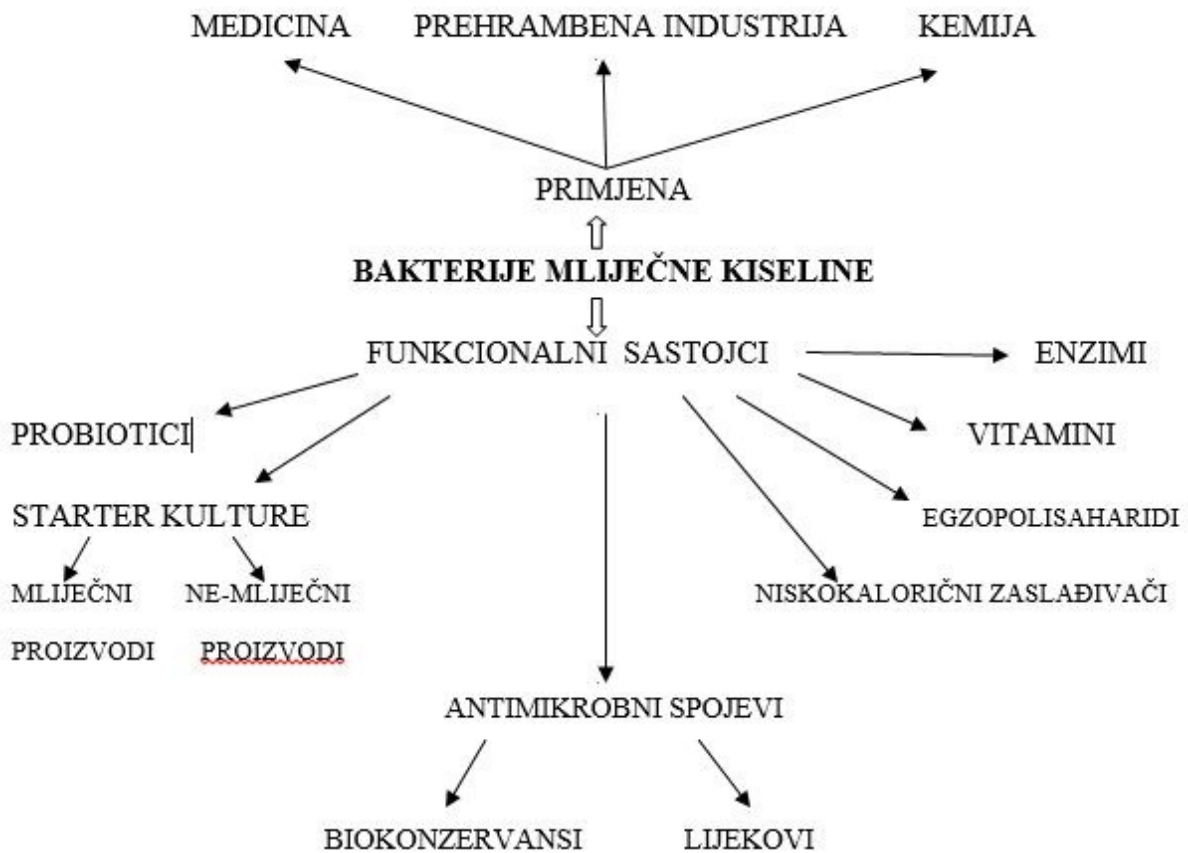 MEDICINA PREHRAMBENA INDUSTRIJA KEMIJA
PRIMJENA
BAKTERIJE MLIJEČNE KISELINE
FUNKCIONALNI SASTOJCI
ENZIMI
PROBIOTICI
VITAMINI
STARTER KULTURE
EGZOPOLISAHARIDI
MLIJEČNI NE-MLIJEČNI
NISKOKALORIČNI ZASLAĐIVAČI
PROIZVODI PROIZVODI
ANTIMIKROBNI SPOJEVI
BIOKONZERVANSI LIJEKOVI